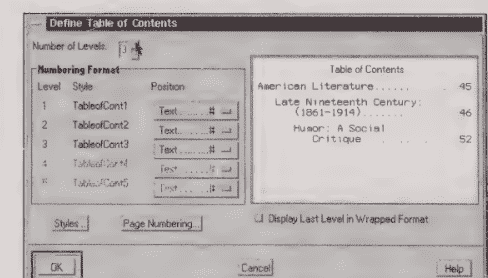 Define Table of Contents
Number of Levels: 3
Numbering Format
Level Style Position
1 TableofCont1 Text.......#
2 TableofCont2 Text.......#
3 TableofCont3 Text.......#
4 TableofCont4 Text.......#
TableofCont5 Text.......#
Table of Contents
American Literature...... . 45
Late Nineteenth Century:
(1861-1914)....... 46
Humor: A Social
Critique . .... . 52
Styles... Page Numbering...
Display Last Level in Wrapped Format
OK Cancel Help